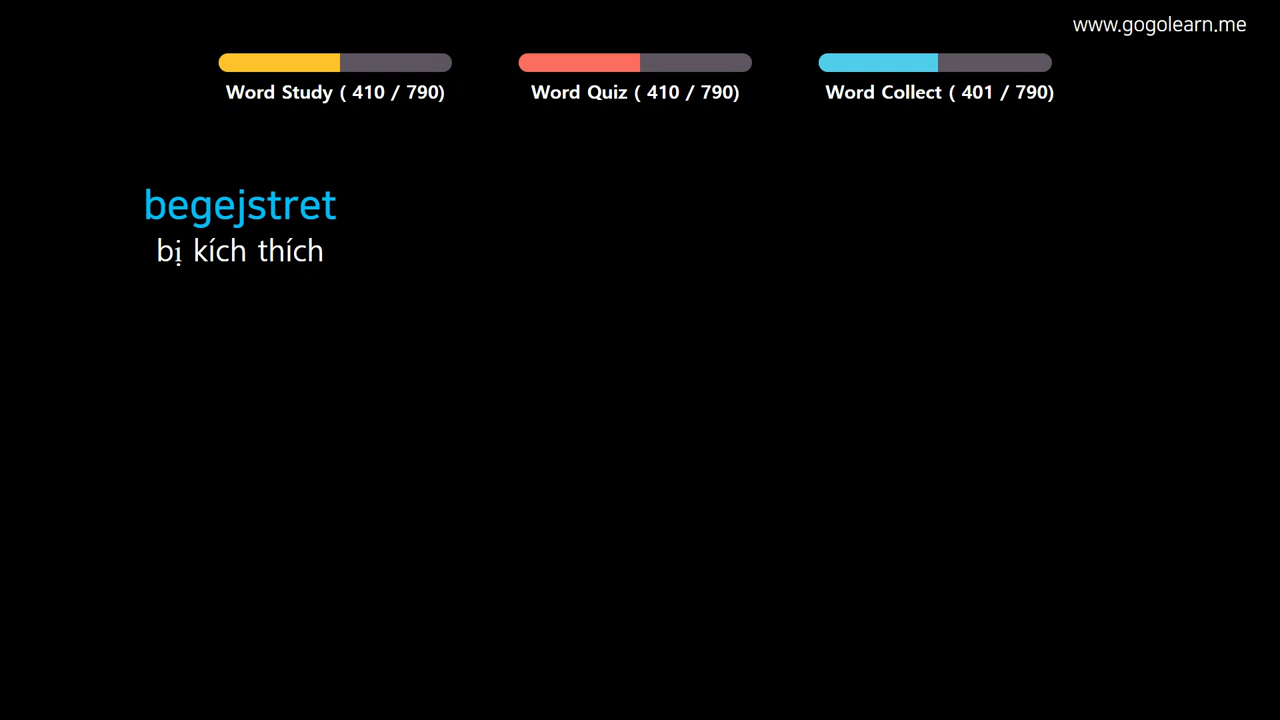 www.gogolearn.me
Word Study ( 410 / 790)
Word Quiz ( 410 / 790)
Word Collect ( 401 / 790)
begejstret
bị kích thích